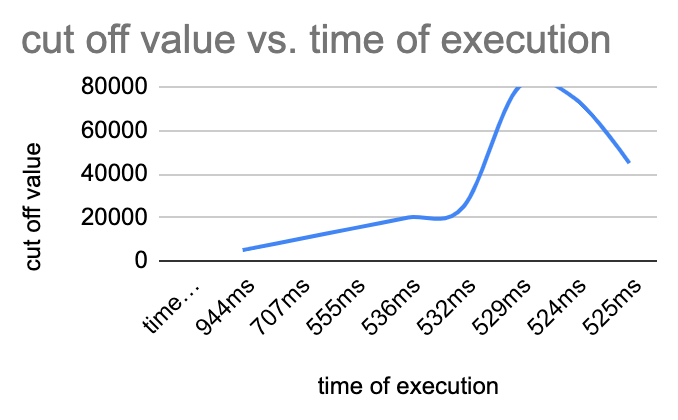 cut off value vs. time of execution
80000
60000
40000
20000
0
cut off value
time...
944ms
707ms
555ms
536ms
532ms
529ms
524ms
525ms
time of execution